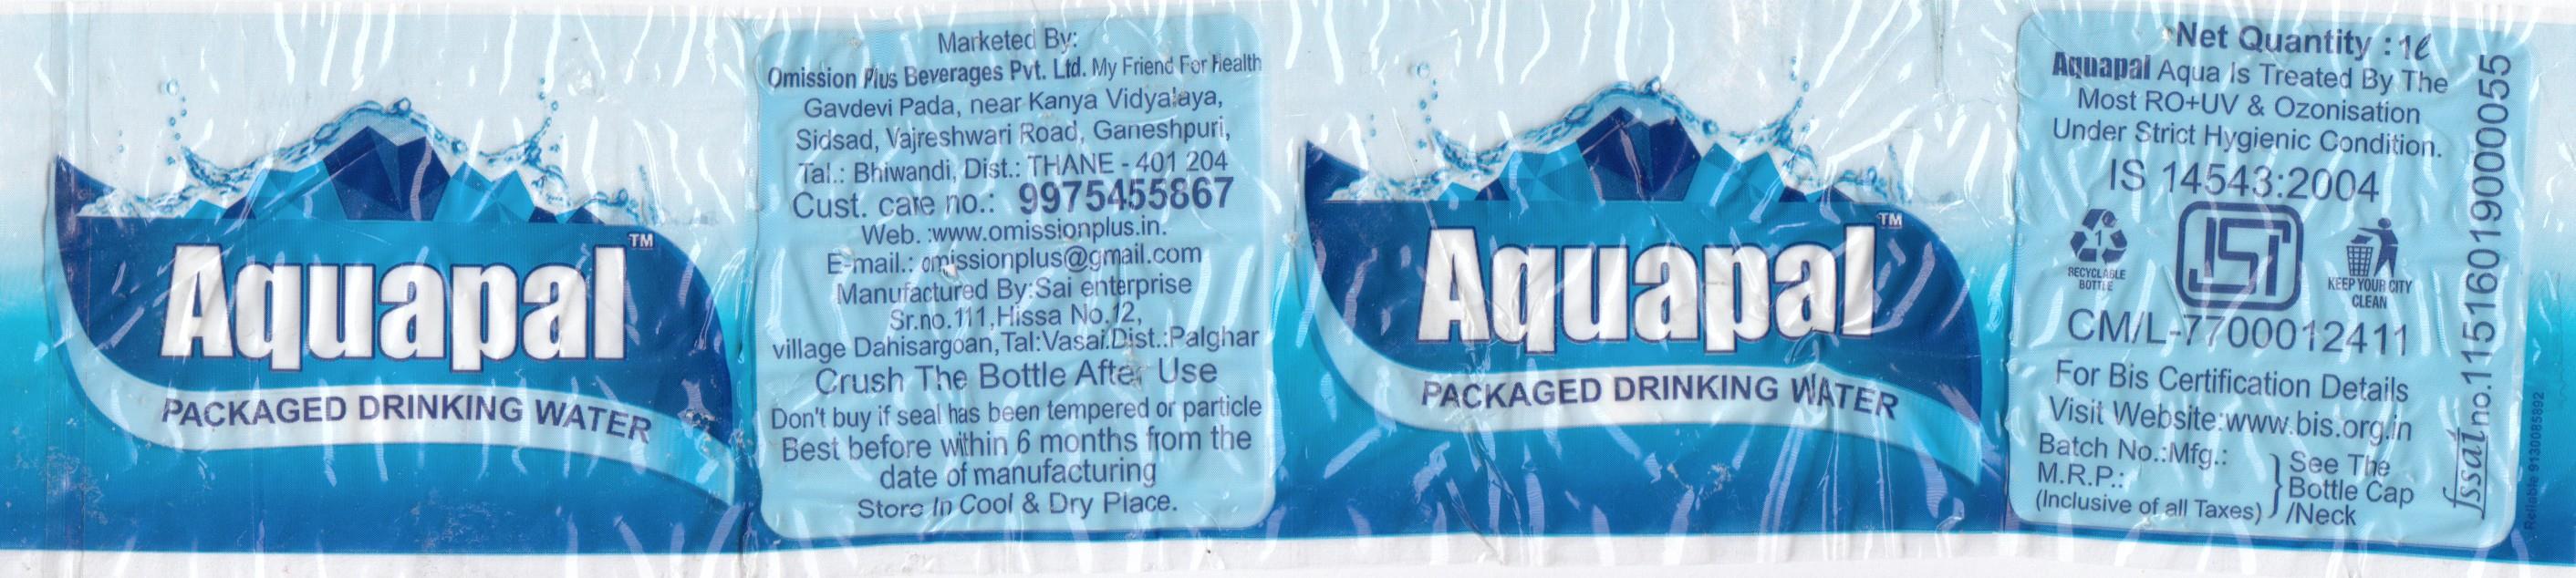 Aquapal TM
PACKAGED DRINKING WATER
Marketed By:
Omission Plus Beverages Pvt. Ltd. My Friend For Health
Gavdevi Pada, near Kanya Vidyalaya,
Sidsad, Vajreshwari Road, Ganeshpuri,
Tal.: Bhiwandi, Dist.: THANE - 401 204
Cust. care no.: 9975455867
Web. :www.omissionplus.in.
E-mail.: omissionplus@gmail.com
Manufactured By:Sai enterprise
Sr.no.111,Hissa No.12,
village Dahisargoan,Tal:Vasai.Dist.:Palghar
Crush The Bottle After Use
Don't buy if seal has been tempered or particle
Best before within 6 months from the
date of manufacturing
Store In Cool & Dry Place.
Aquapal TM
PACKAGED DRINKING WATER
Net Quantity : 1ℓ
Aquapal Aqua Is Treated By The
Most RO+UV & Ozonisation
Under Strict Hygienic Condition.
IS 14543:2004
1
RECYCLABLE
BOTTLE
ISI
KEEP YOUR CITY
CLEAN
CM/L-7700012411
For Bis Certification Details
Visit Website:www.bis.org.in
Batch No.:Mfg.:
M.R.P.:
(Inclusive of all Taxes)
See The
Bottle Cap
/Neck
fssai no.11516019000055
Reliable 9130085892